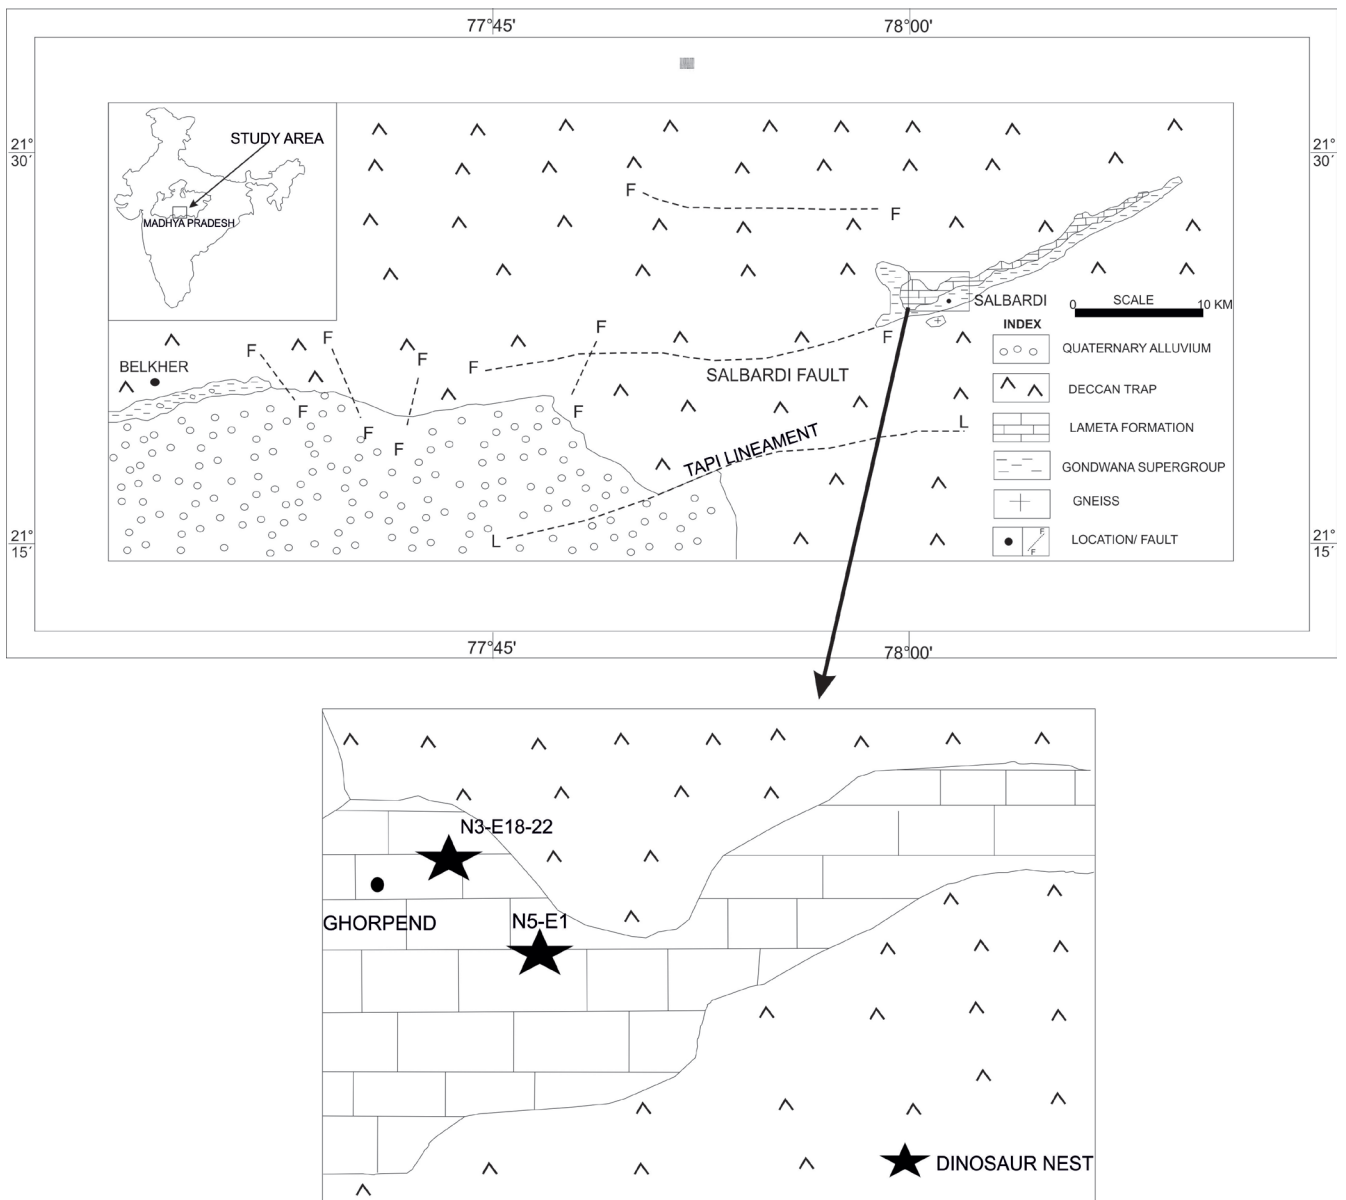 77°45'
78°00'
21°
30´
21°
30´
STUDY AREA
MADHYA PRADESH
F
F
SALBARDI
0
SCALE
10 KM
INDEX
QUATERNARY ALLUVIUM
DECCAN TRAP
LAMETA FORMATION
GONDWANA SUPERGROUP
GNEISS
F
F
LOCATION/ FAULT
BELKHER
F
F
F
F
F
F
F
F
F
F
SALBARDI FAULT
TAPI LINEAMENT
L
L
21°
15´
21°
15´
77°45'
78°00'
N3-E18-22
GHORPEND
N5-E1
DINOSAUR NEST